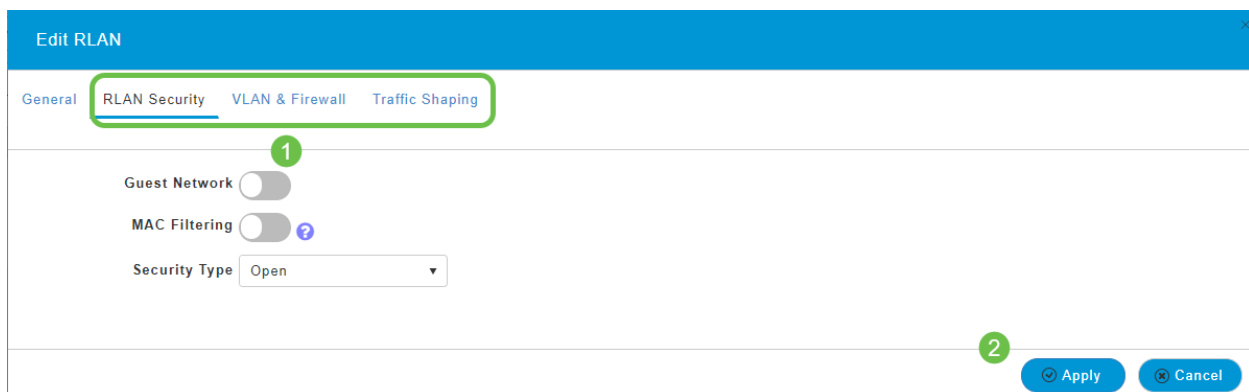 Edit RLAN
General RLAN Security VLAN & Firewall Traffic Shaping
1
Guest Network
MAC Filtering ?
Security Type Open
2
Apply Cancel